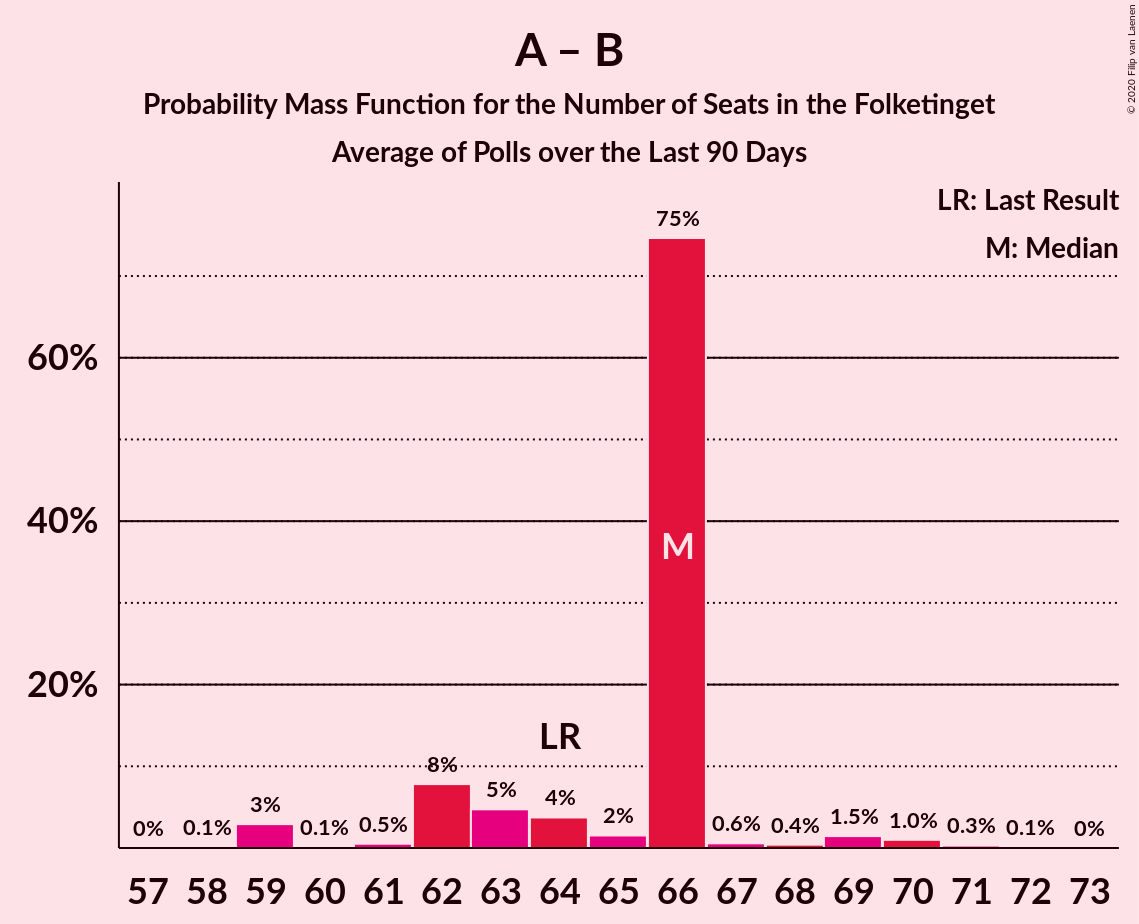 A – B
Probability Mass Function for the Number of Seats in the Folketinget
Average of Polls over the Last 90 Days
© 2020 Filip van Laenen
LR: Last Result
M: Median
60%
40%
20%
0%
0.1%
3%
0.1%
0.5%
8%
5%
4%
2%
75%
0.6%
0.4%
1.5%
1.0%
0.3%
0.1%
0%
LR
M
57 58 59 60 61 62 63 64 65 66 67 68 69 70 71 72 73